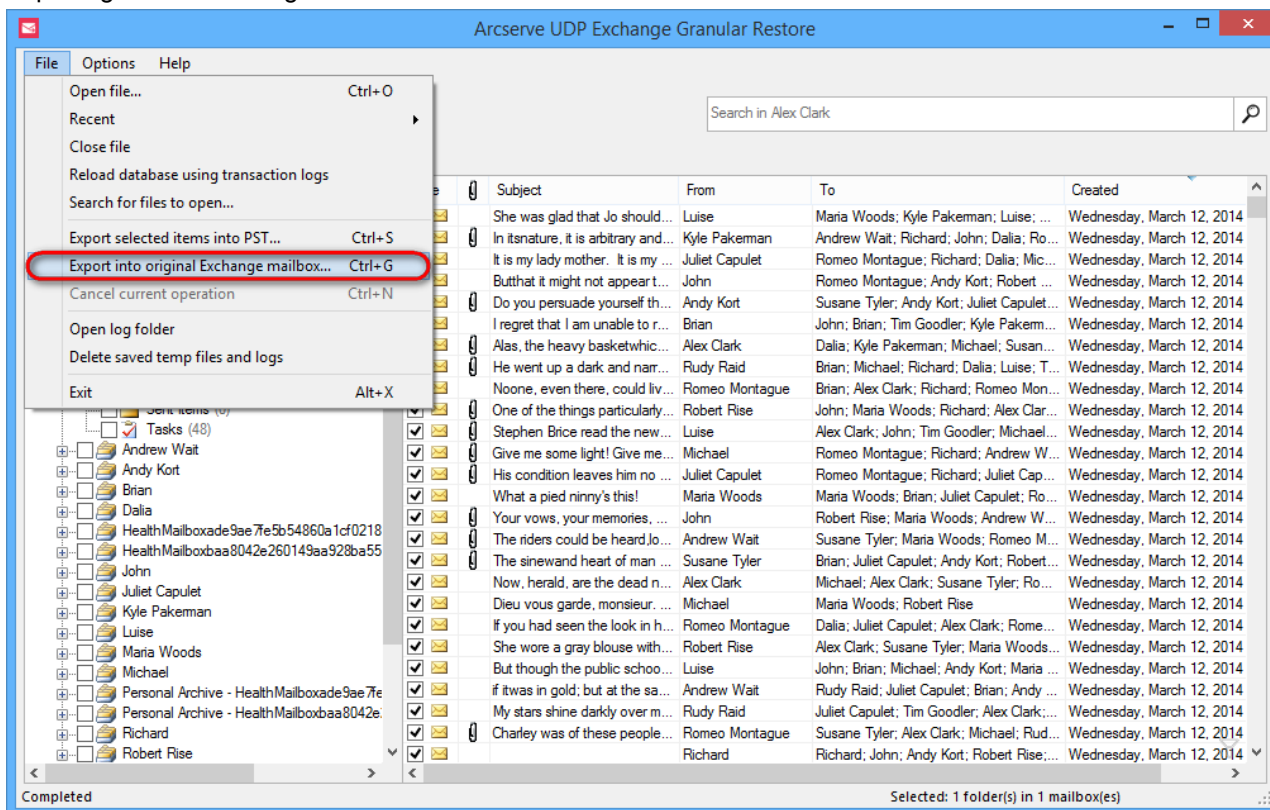 Arcserve UDP Exchange Granular Restore
File Options Help
Open file... Ctrl+O
Recent
Close file
Reload database using transaction logs
Search for files to open...
Export selected items into PST... Ctrl+S
Export into original Exchange mailbox... Ctrl+G
Cancel current operation Ctrl+N
Open log folder
Delete saved temp files and logs
Exit Alt+X
Search in Alex Clark
Tasks (48)
Andrew Wait
Andy Kort
Brian
Dalia
HealthMailboxade9ae7fe5b54860a1cf0218
HealthMailboxbaa8042e260149aa928ba55
John
Juliet Capulet
Kyle Pakerman
Luise
Maria Woods
Michael
Personal Archive - HealthMailboxade9ae7fe
Personal Archive - HealthMailboxbaa8042e
Richard
Robert Rise
Subject From To Created
She was glad that Jo should... Luise Maria Woods; Kyle Pakerman; Luise; ... Wednesday, March 12, 2014
In itsnature, it is arbitrary and... Kyle Pakerman Andrew Wait; Richard; John; Dalia; Ro... Wednesday, March 12, 2014
It is my lady mother. It is my ... Juliet Capulet Romeo Montague; Richard; Dalia; Mic... Wednesday, March 12, 2014
Butthat it might not appear t... John Romeo Montague; Andy Kort; Robert ... Wednesday, March 12, 2014
Do you persuade yourself th... Andy Kort Susane Tyler; Andy Kort; Juliet Capulet... Wednesday, March 12, 2014
I regret that I am unable to r... Brian John; Brian; Tim Goodler; Kyle Pakerm... Wednesday, March 12, 2014
Alas, the heavy basketwhic... Alex Clark Dalia; Kyle Pakerman; Michael; Susan... Wednesday, March 12, 2014
He went up a dark and narr... Rudy Raid Brian; Michael; Richard; Dalia; Luise; T... Wednesday, March 12, 2014
Noone, even there, could liv... Romeo Montague Brian; Alex Clark; Richard; Romeo Mon... Wednesday, March 12, 2014
One of the things particularly... Robert Rise John; Maria Woods; Richard; Alex Clar... Wednesday, March 12, 2014
Stephen Brice read the new... Luise Alex Clark; John; Tim Goodler; Michael... Wednesday, March 12, 2014
Give me some light! Give me... Michael Romeo Montague; Richard; Andrew W... Wednesday, March 12, 2014
His condition leaves him no ... Juliet Capulet Romeo Montague; Richard; Juliet Cap... Wednesday, March 12, 2014
What a pied ninny's this! Maria Woods Maria Woods; Brian; Juliet Capulet; Ro... Wednesday, March 12, 2014
Your vows, your memories, ... John Robert Rise; Maria Woods; Andrew W... Wednesday, March 12, 2014
The riders could be heard,lo... Andrew Wait Susane Tyler; Maria Woods; Romeo M... Wednesday, March 12, 2014
The sinewand heart of man ... Susane Tyler Brian; Juliet Capulet; Andy Kort; Robert... Wednesday, March 12, 2014
Now, herald, are the dead n... Alex Clark Michael; Alex Clark; Susane Tyler; Ro... Wednesday, March 12, 2014
Dieu vous garde, monsieur. ... Michael Maria Woods; Robert Rise Wednesday, March 12, 2014
If you had seen the look in h... Romeo Montague Dalia; Juliet Capulet; Alex Clark; Rome... Wednesday, March 12, 2014
She wore a gray blouse with... Robert Rise Alex Clark; Susane Tyler; Maria Woods... Wednesday, March 12, 2014
But though the public schoo... Luise John; Brian; Michael; Andy Kort; Maria ... Wednesday, March 12, 2014
if itwas in gold; but at the sa... Andrew Wait Rudy Raid; Juliet Capulet; Brian; Andy ... Wednesday, March 12, 2014
My stars shine darkly over m... Rudy Raid Juliet Capulet; Tim Goodler; Alex Clark;... Wednesday, March 12, 2014
Charley was of these people... Romeo Montague Susane Tyler; Alex Clark; Michael; Rud... Wednesday, March 12, 2014
Richard Richard; John; Andy Kort; Robert Rise;... Wednesday, March 12, 2014
Completed Selected: 1 folder(s) in 1 mailbox(es)